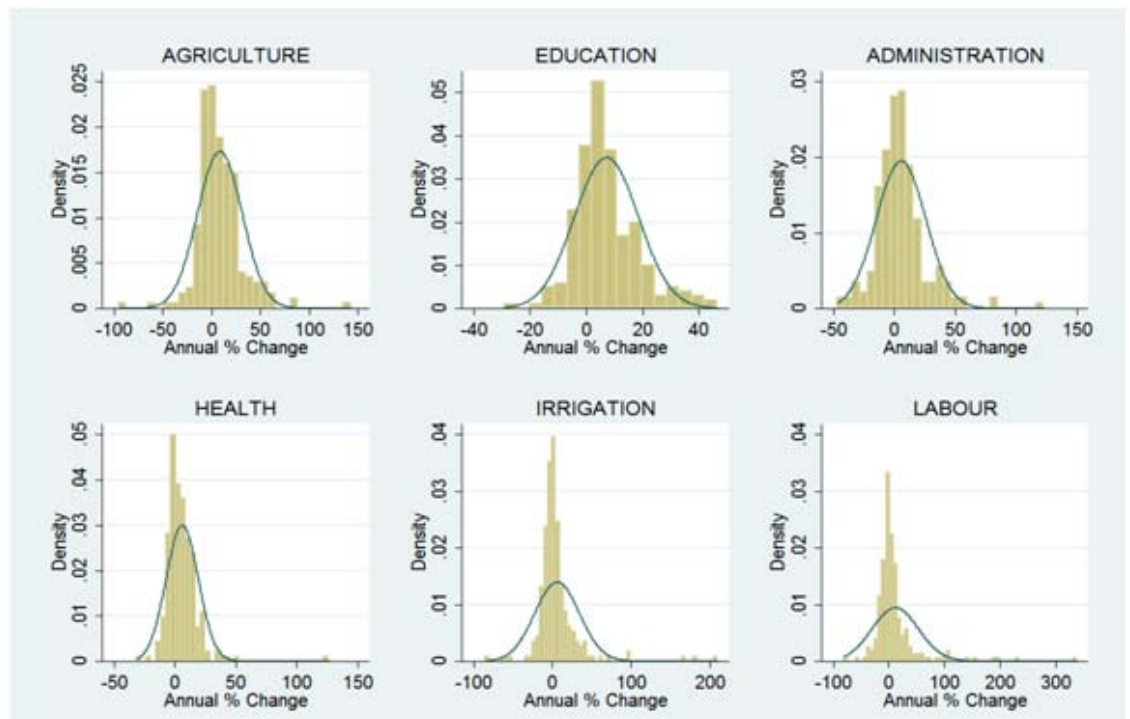 AGRICULTURE
Density
0 .005 .01 .015 .02 .025
-100 -50 0 50 100 150
Annual % Change
EDUCATION
Density
0 .01 .02 .03 .04 .05
-40 -20 0 20 40
Annual % Change
ADMINISTRATION
Density
0 .01 .02 .03
-50 0 50 100 150
Annual % Change
HEALTH
Density
0 .01 .02 .03 .04 .05
-50 0 50 100 150
Annual % Change
IRRIGATION
Density
0 .01 .02 .03 .04
-100 0 100 200
Annual % Change
LABOUR
Density
0 .01 .02 .03 .04
-100 0 100 200 300
Annual % Change